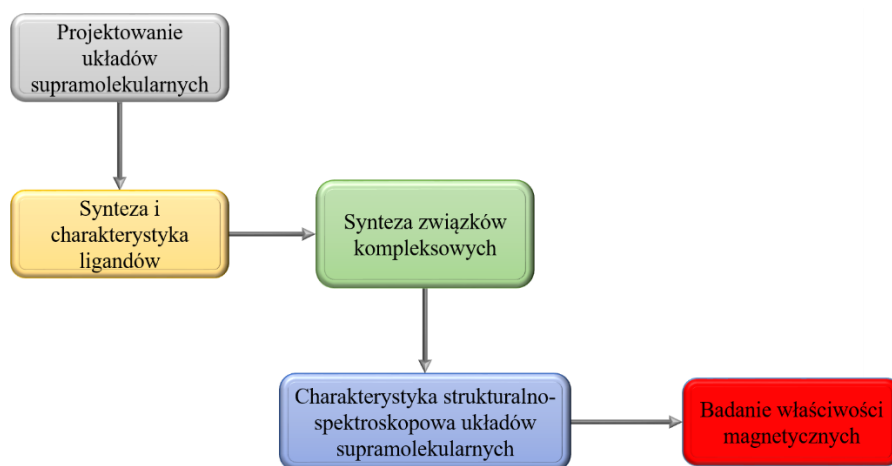 Projektowanie
układów
supramolekularnych
Synteza i
charakterystyka
ligandów
Synteza związków
kompleksowych
Charakterystyka strukturalno-
spektroskopowa układów
supramolekularnych
Badanie właściwości
magnetycznych